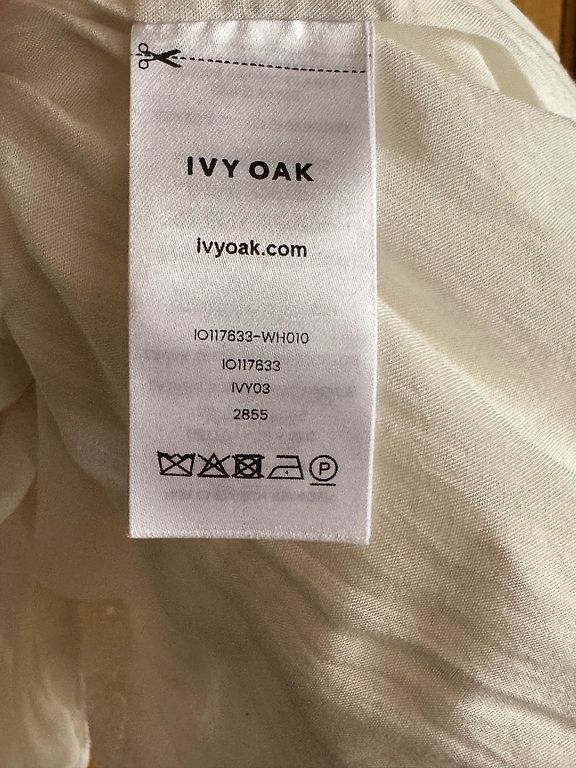 IVY OAK
ivyoak.com
IO117633-WH010
IO117633
IVY03
2855
P